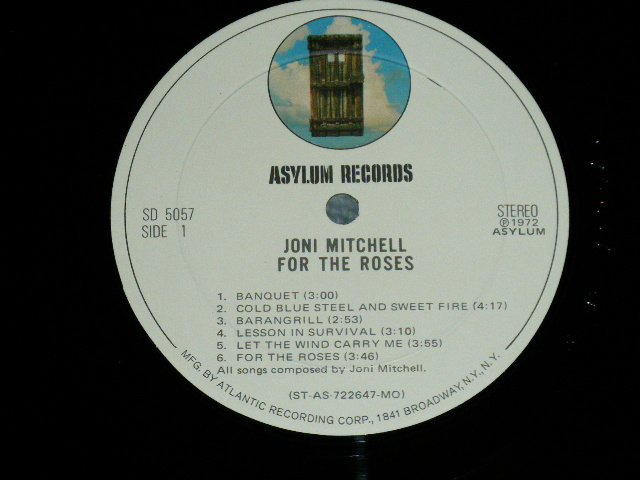 ASYLUM RECORDS
SD 5057
SIDE 1
STEREO
Ⓟ1972
ASYLUM
JONI MITCHELL
FOR THE ROSES
1. BANQUET (3:00)
2. COLD BLUE STEEL AND SWEET FIRE (4:17)
3. BARANGRILL (2:53)
4. LESSON IN SURVIVAL (3:10)
5. LET THE WIND CARRY ME (3:55)
6. FOR THE ROSES (3:46)
All songs composed by Joni Mitchell.
(ST-AS-722647-MO)
MFG. BY ATLANTIC RECORDING CORP., 1841 BROADWAY, N.Y., N.Y.